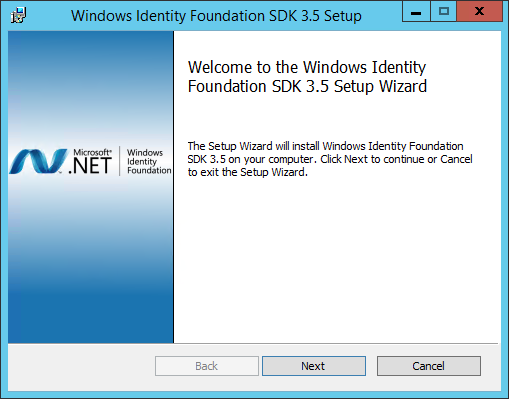 Windows Identity Foundation SDK 3.5 Setup
x
Welcome to the Windows Identity
Foundation SDK 3.5 Setup Wizard
Microsoft®
.NET
Windows
Identity
Foundation
The Setup Wizard will install Windows Identity Foundation
SDK 3.5 on your computer. Click Next to continue or Cancel
to exit the Setup Wizard.
Back
Next
Cancel